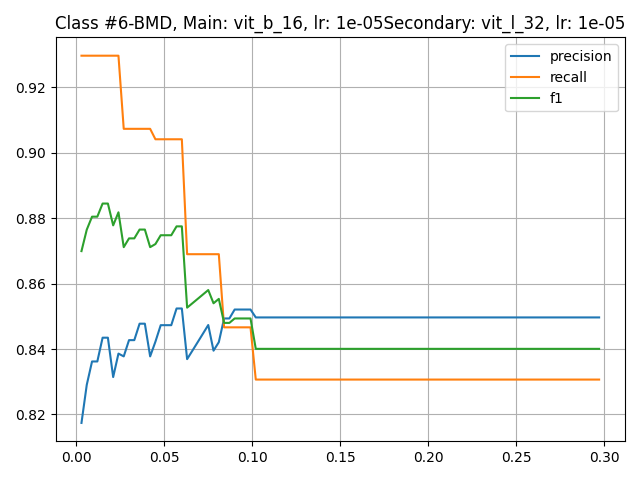 Class #6-BMD, Main: vit_b_16, lr: 1e-05Secondary: vit_l_32, lr: 1e-05
precision
recall
f1
0.92
0.90
0.88
0.86
0.84
0.82
0.00 0.05 0.10 0.15 0.20 0.25 0.30